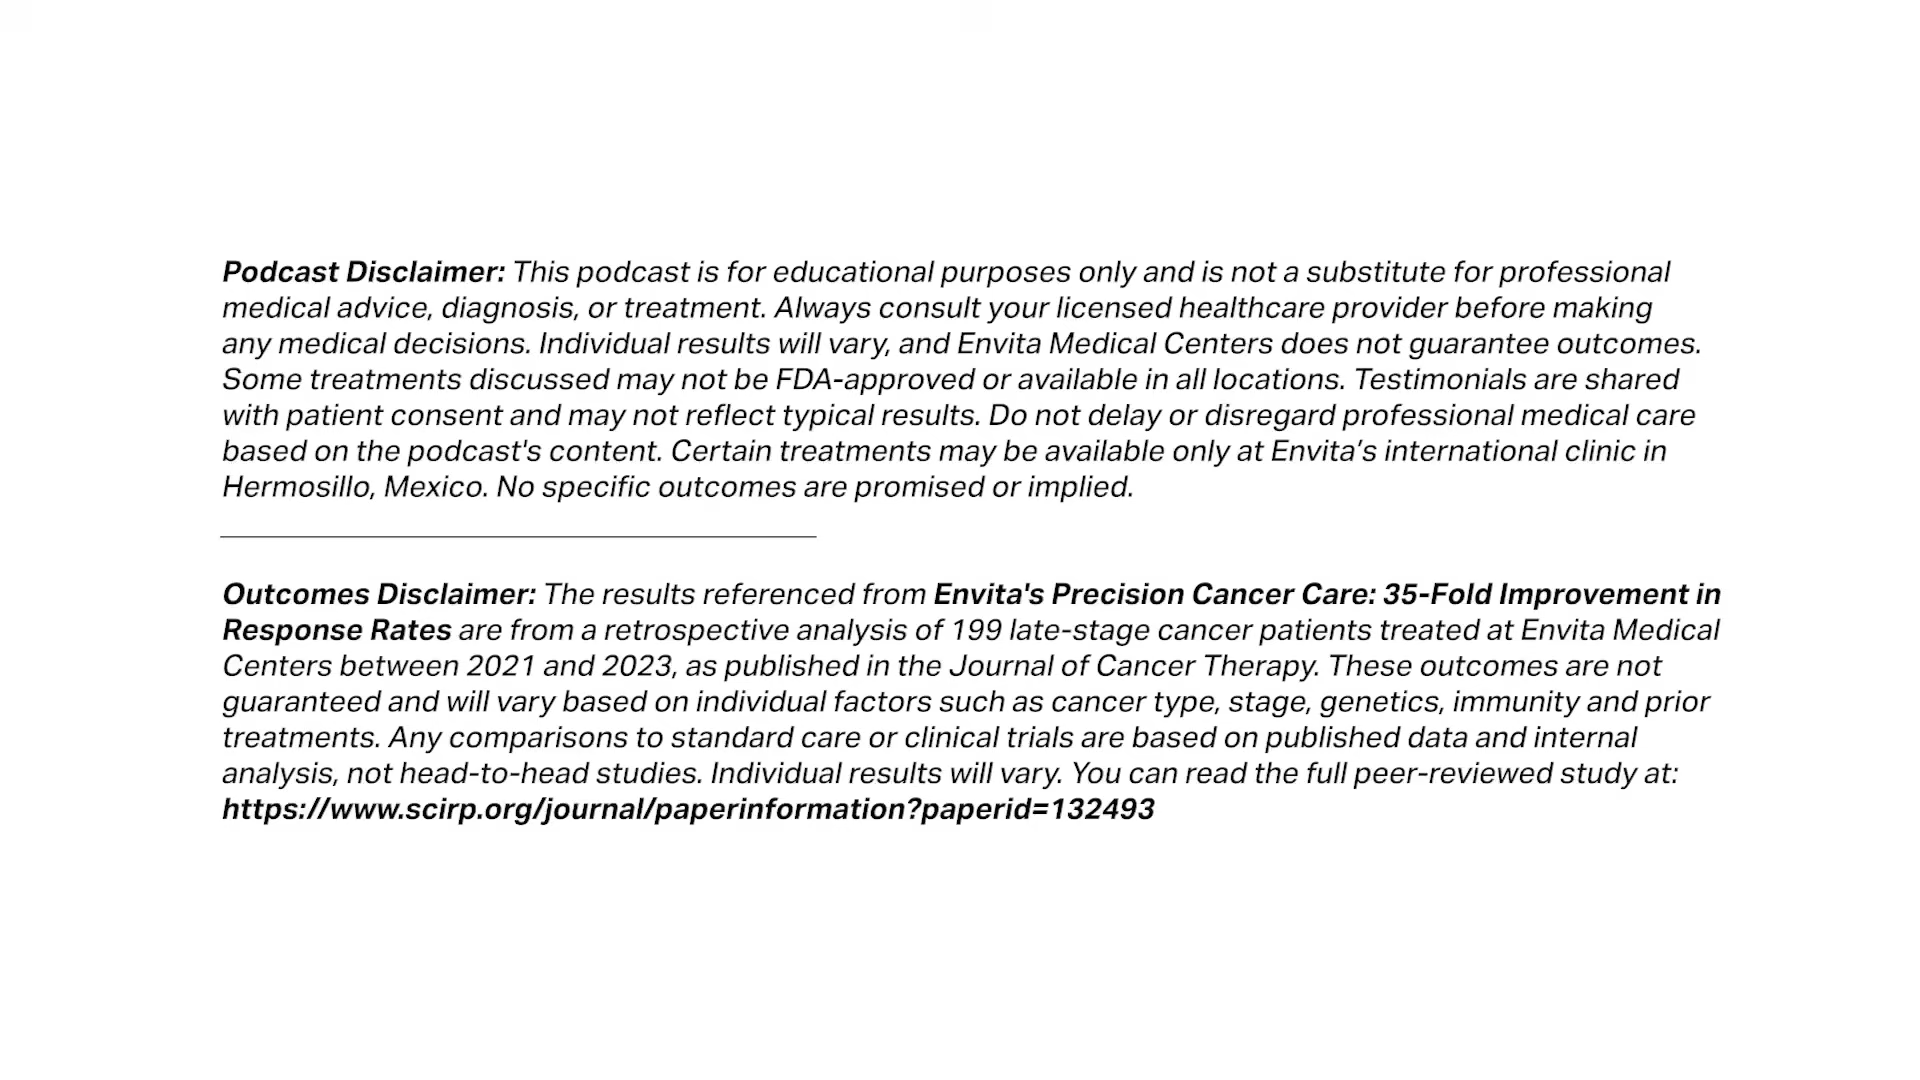 Podcast Disclaimer: This podcast is for educational purposes only and is not a substitute for professional
medical advice, diagnosis, or treatment. Always consult your licensed healthcare provider before making
any medical decisions. Individual results will vary, and Envita Medical Centers does not guarantee outcomes.
Some treatments discussed may not be FDA-approved or available in all locations. Testimonials are shared
with patient consent and may not reflect typical results. Do not delay or disregard professional medical care
based on the podcast's content. Certain treatments may be available only at Envita’s international clinic in
Hermosillo, Mexico. No specific outcomes are promised or implied.
Outcomes Disclaimer: The results referenced from Envita's Precision Cancer Care: 35-Fold Improvement in
Response Rates are from a retrospective analysis of 199 late-stage cancer patients treated at Envita Medical
Centers between 2021 and 2023, as published in the Journal of Cancer Therapy. These outcomes are not
guaranteed and will vary based on individual factors such as cancer type, stage, genetics, immunity and prior
treatments. Any comparisons to standard care or clinical trials are based on published data and internal
analysis, not head-to-head studies. Individual results will vary. You can read the full peer-reviewed study at:
https://www.scirp.org/journal/paperinformation?paperid=132493